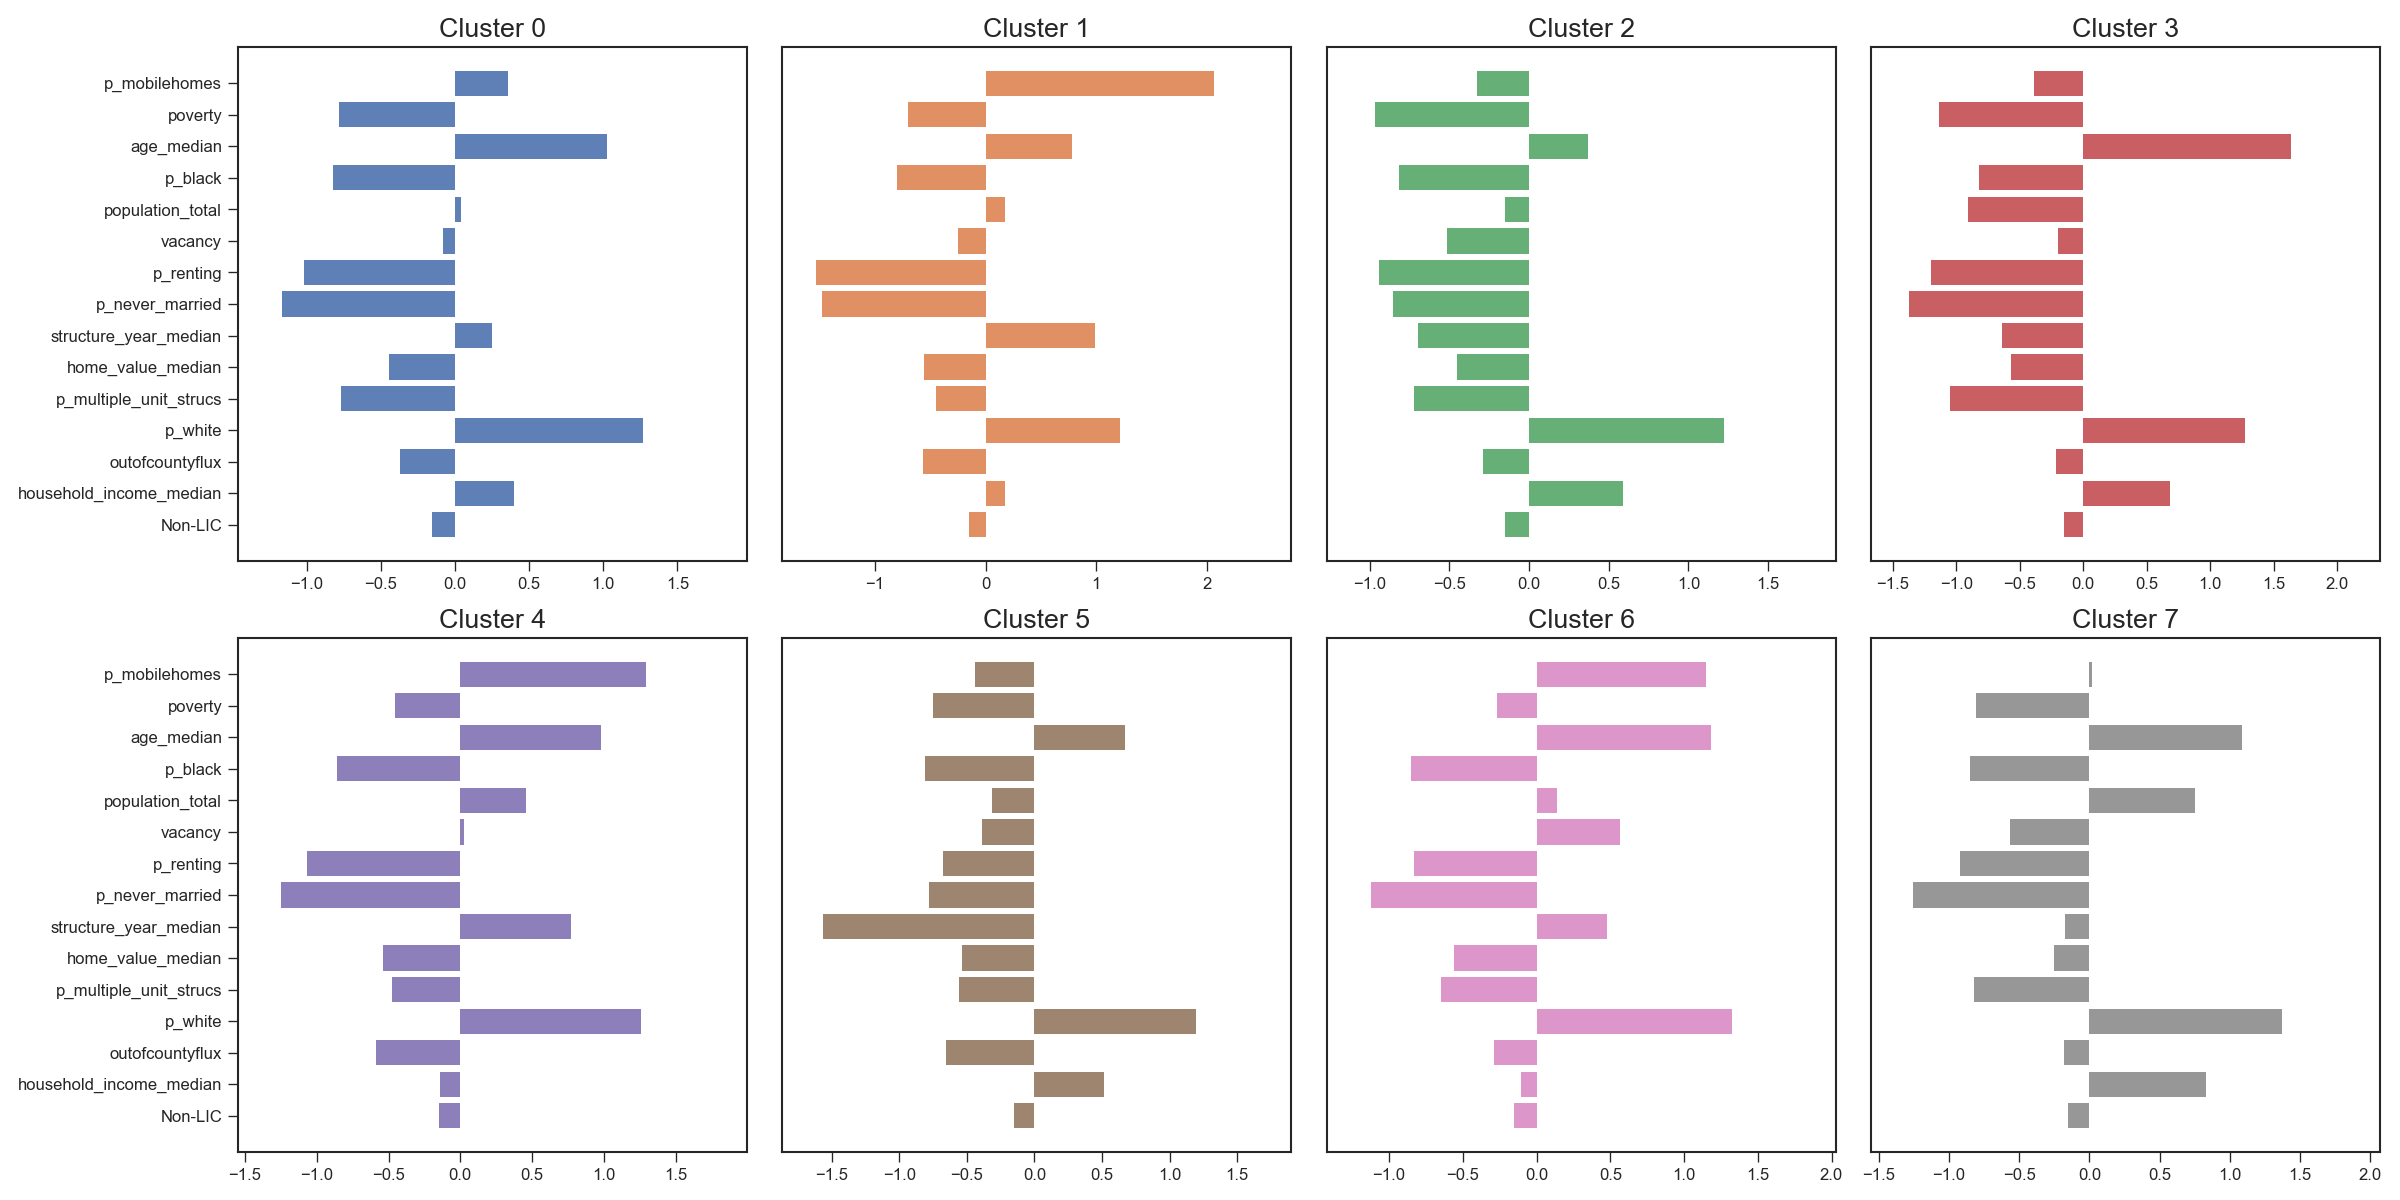 Cluster 0
Cluster 1
Cluster 2
Cluster 3
p_mobilehomes
poverty
age_median
p_black
population_total
vacancy
p_renting
p_never_married
structure_year_median
home_value_median
p_multiple_unit_strucs
p_white
outofcountyflux
household_income_median
Non-LIC
−1.0 −0.5 0.0 0.5 1.0 1.5
−1 0 1 2
−1.0 −0.5 0.0 0.5 1.0 1.5
−1.5 −1.0 −0.5 0.0 0.5 1.0 1.5 2.0
Cluster 4
Cluster 5
Cluster 6
Cluster 7
p_mobilehomes
poverty
age_median
p_black
population_total
vacancy
p_renting
p_never_married
structure_year_median
home_value_median
p_multiple_unit_strucs
p_white
outofcountyflux
household_income_median
Non-LIC
−1.5 −1.0 −0.5 0.0 0.5 1.0 1.5
−1.5 −1.0 −0.5 0.0 0.5 1.0 1.5
−1.0 −0.5 0.0 0.5 1.0 1.5 2.0
−1.5 −1.0 −0.5 0.0 0.5 1.0 1.5 2.0